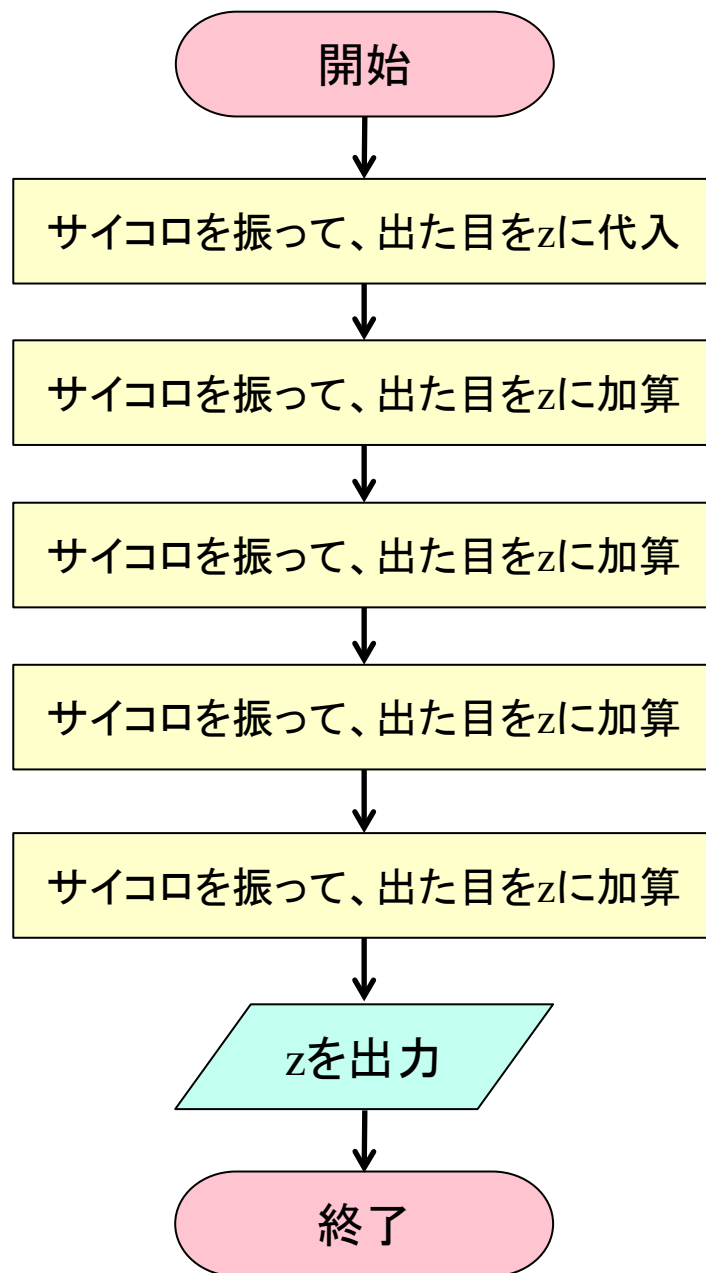 開始
サイコロを振って、出た目をzに代入
サイコロを振って、出た目をzに加算
サイコロを振って、出た目をzに加算
サイコロを振って、出た目をzに加算
サイコロを振って、出た目をzに加算
zを出力
終了